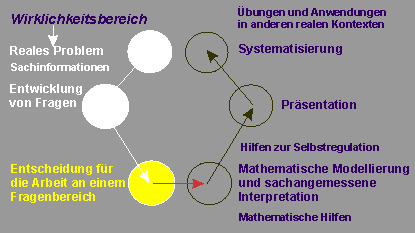 Wirklichkeitsbereich
Reales Problem
Sachinformationen
Entwicklung
von Fragen
Entscheidung für
die Arbeit an einem
Fragenbereich
Übungen und Anwendungen
in anderen realen Kontexten
Systematisierung
Präsentation
Hilfen zur Selbstregulation
Mathematische Modellierung
und sachangemessene
Interpretation
Mathematische Hilfen